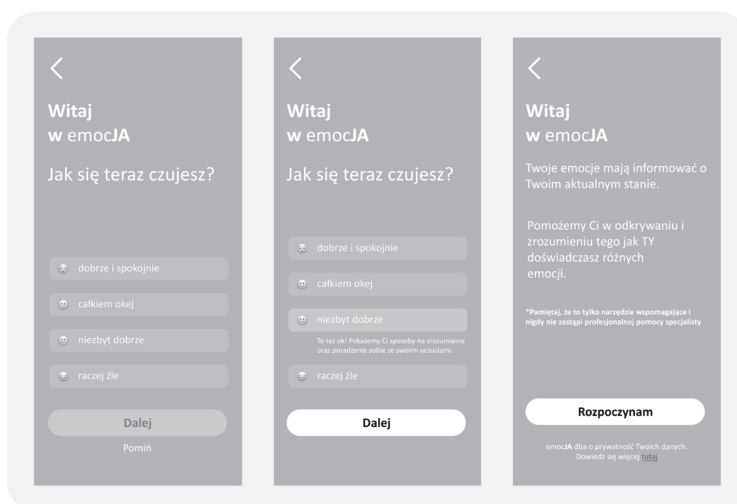 Witaj
w emocJA
Jak się teraz czujesz?
dobrze i spokojnie
całkiem okej
niezbyt dobrze
raczej źle
Dalej
Pomiń
Witaj
w emocJA
Jak się teraz czujesz?
dobrze i spokojnie
całkiem okej
niezbyt dobrze
To też ok! Pokażemy Ci sposoby na zrozumienie
oraz poradzenie sobie ze swoimi uczuciami.
raczej źle
Dalej
Witaj
w emocJA
Twoje emocje mają informować o
Twoim aktualnym stanie.
Pomożemy Ci w odkrywaniu i
zrozumieniu tego jak TY
doświadczasz różnych
emocji.
*Pamiętaj, że to tylko narzędzie wspomagające i
nigdy nie zastąpi profesjonalnej pomocy specjalisty
Rozpoczynam
emocJA dba o prywatność Twoich danych.
Dowiedz się więcej tutaj